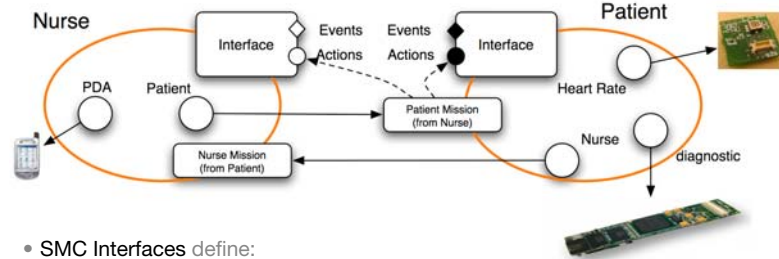 Nurse
Patient
Interface
Events
Actions
Events
Actions
Interface
PDA
Patient
Heart Rate
Patient Mission
(from Nurse)
Nurse Mission
(from Patient)
Nurse
diagnostic
• SMC Interfaces define: